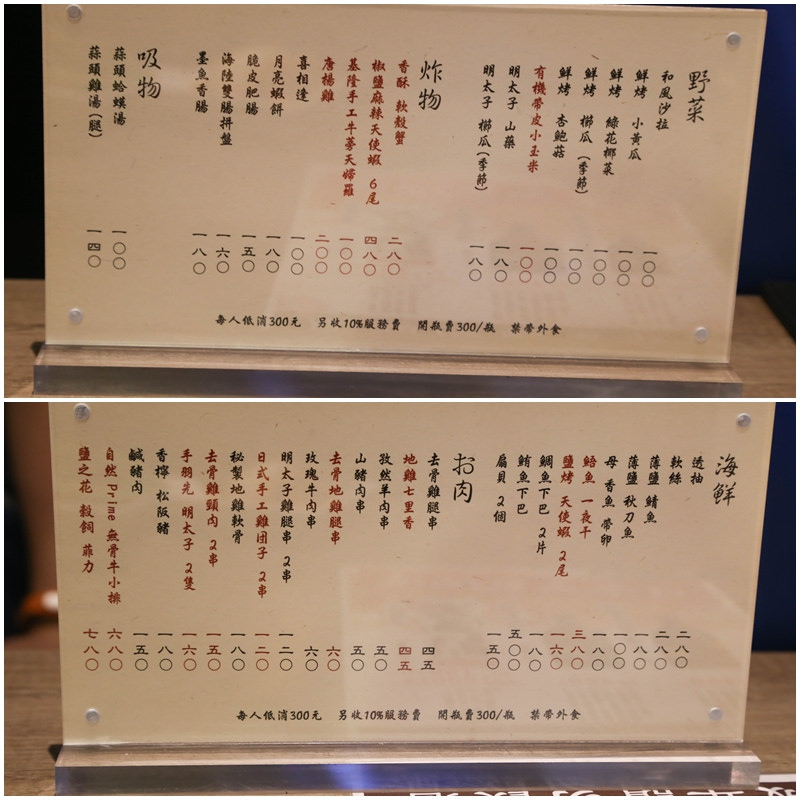 野菜
和風沙拉 一〇〇
鮮烤 小黃瓜 一〇〇
鮮烤 綠花椰菜 一〇〇
鮮烤 櫛瓜(季節) 一〇〇
鮮烤 杏鮑菇 一〇〇
有機帶皮小玉米 一〇〇
明太子 山藥 一八〇
明太子 櫛瓜(季節) 一八〇
炸物
香酥 軟殼蟹 二八〇
椒鹽麻辣天使蝦 6尾 四八〇
基隆手工牛蒡天婦羅 一〇〇
唐楊雞 二〇〇
喜相逢 一〇〇
月亮蝦餅 一八〇
脆皮肥腸 一五〇
海陸雙腸拼盤 一六〇
墨魚香腸 一八〇
吸物
蒜頭蛤蟆湯 一〇〇
蒜頭雞湯(腿) 一四〇
每人低消300元 另收10%服務費 開瓶費300/瓶 禁帶外食
海鮮
透抽 二八〇
軟絲 二八〇
薄鹽 鯖魚 一八〇
薄鹽 秋刀魚 一〇〇
母 香魚 帶卵 一八〇
鯃魚 一夜干 三八〇
鹽烤 天使蝦 2尾 一六〇
鯛魚下巴 2片 一八〇
鮪魚下巴 五〇〇
扇貝 2個 一五〇
お肉
去骨雞腿串 四五
地雞七里香 四五
孜然羊肉串 五〇
山豬肉串 五〇
去骨地雞腿串 六〇
玫瑰牛肉串 六〇
明太子雞腿串 2串 一二〇
日式手工雞团子 2串 一二〇
秘製地雞軟骨 一八〇
去骨雞頸肉 2串 一五〇
手羽先 明太子 2隻 一六〇
香檸 松阪豬 一八〇
鹹豬肉 一五〇
自然 Prime 無骨牛小排 六八〇
鹽之花 穀飼 菲力 七八〇
每人低消300元 另收10%服務費 開瓶費300/瓶 禁帶外食